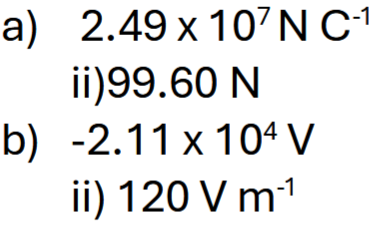 a) 2.49 x 10⁷ N C⁻¹
ii)99.60 N
b) -2.11 x 10⁴ V
ii) 120 V m⁻¹